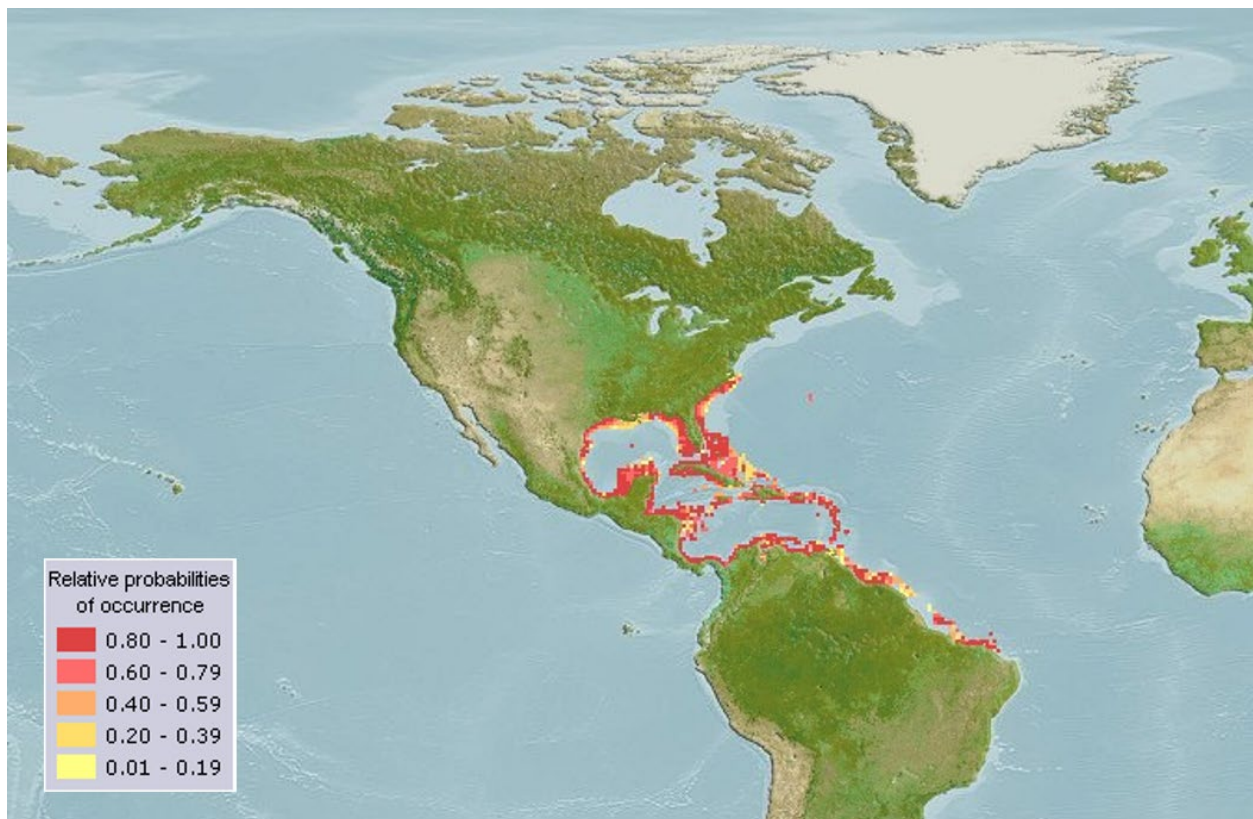 Relative probabilities
of occurrence
0.80 - 1.00
0.60 - 0.79
0.40 - 0.59
0.20 - 0.39
0.01 - 0.19